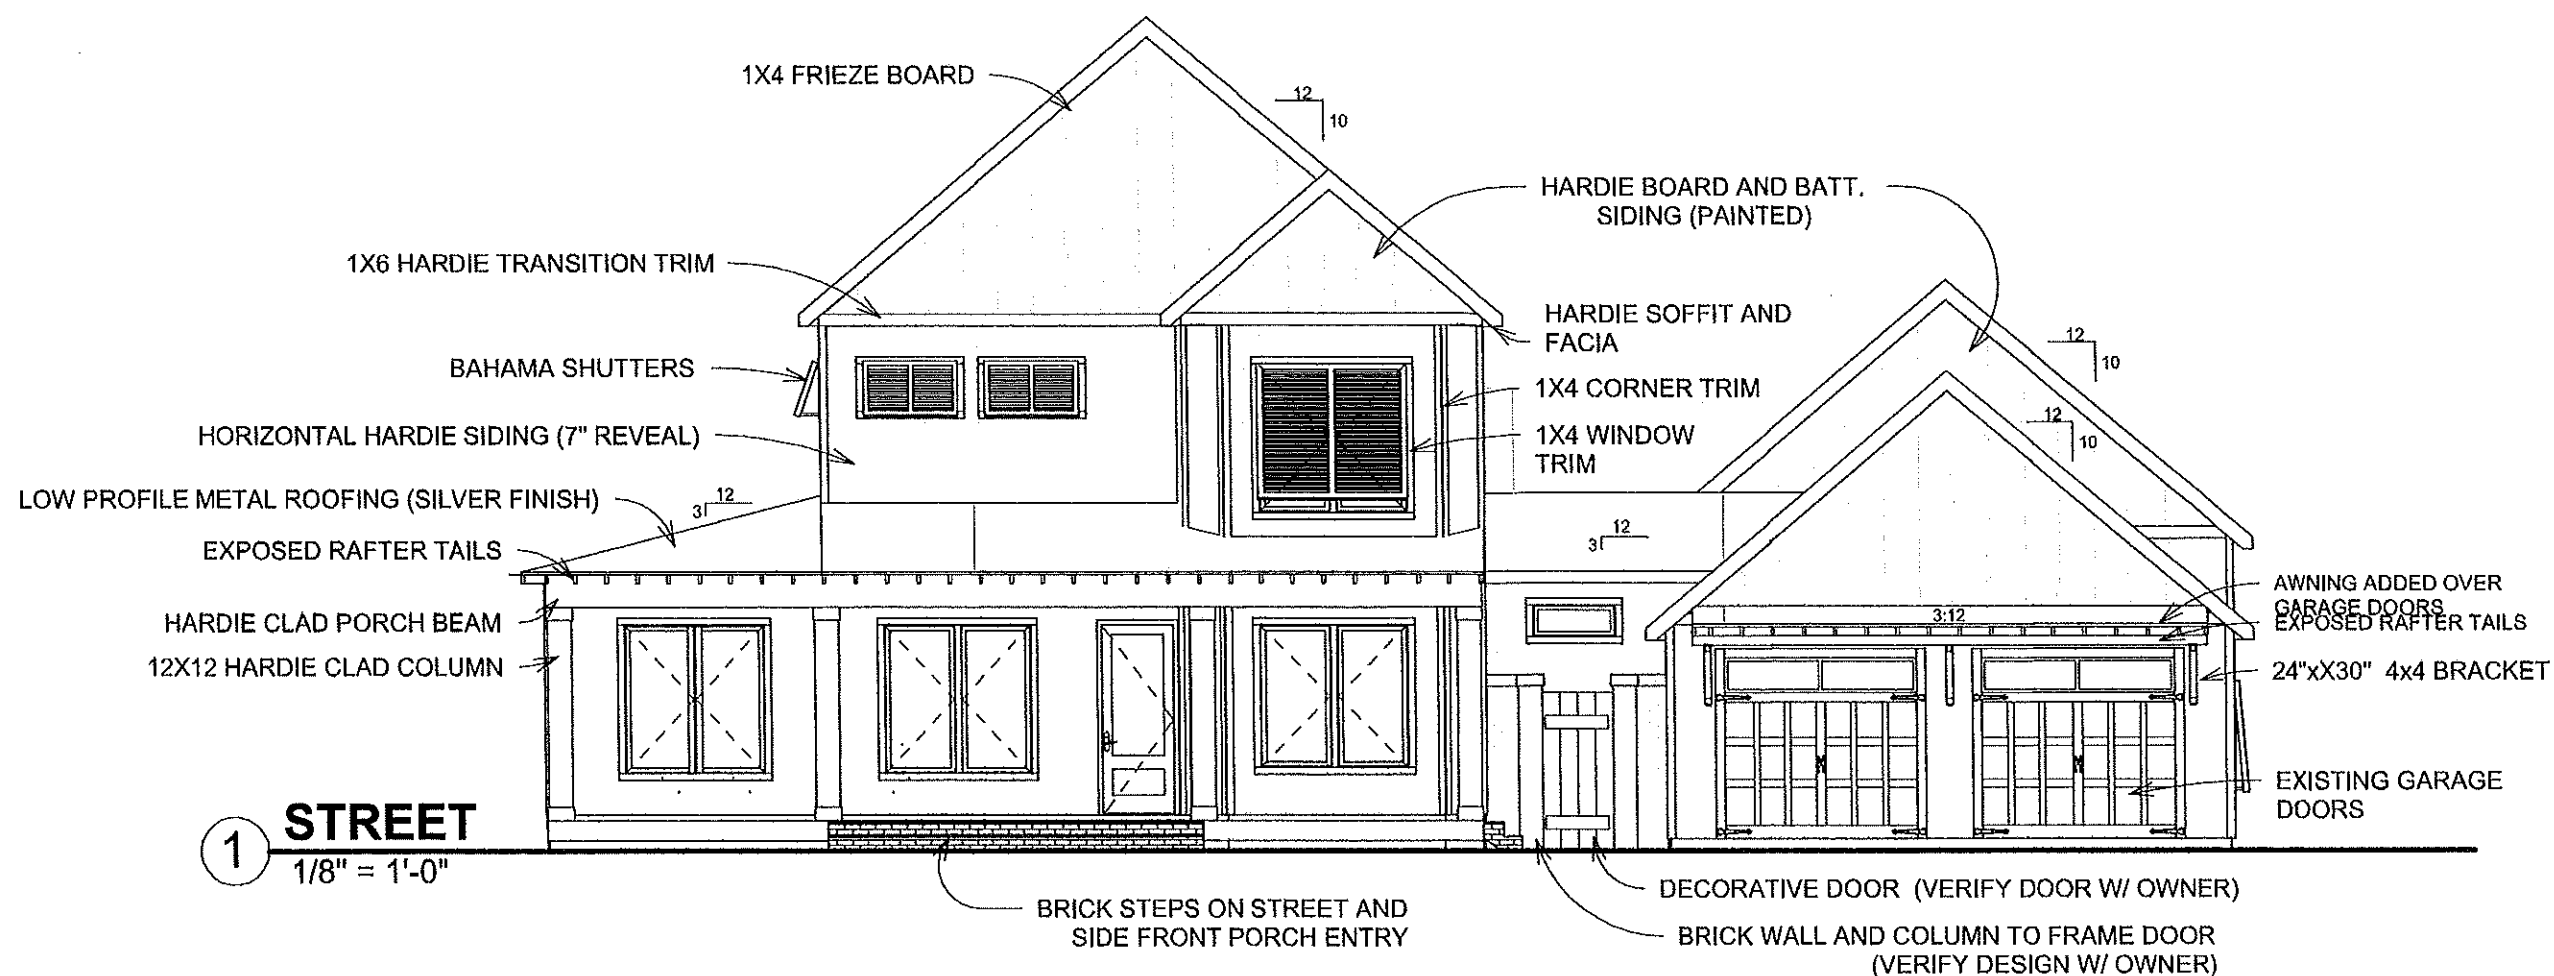 1X4 FRIEZE BOARD
12
10
HARDIE BOARD AND BATT.
SIDING (PAINTED)
1X6 HARDIE TRANSITION TRIM
HARDIE SOFFIT AND
FACIA
12
10
BAHAMA SHUTTERS
1X4 CORNER TRIM
12
10
HORIZONTAL HARDIE SIDING (7" REVEAL)
1X4 WINDOW
TRIM
LOW PROFILE METAL ROOFING (SILVER FINISH)
12
3
12
3
EXPOSED RAFTER TAILS
AWNING ADDED OVER
GARAGE DOORS
3:12
EXPOSED RAFTER TAILS
HARDIE CLAD PORCH BEAM
12X12 HARDIE CLAD COLUMN
24"xX30" 4x4 BRACKET
EXISTING GARAGE
DOORS
1
STREET
1/8" = 1'-0"
DECORATIVE DOOR (VERIFY DOOR W/ OWNER)
BRICK STEPS ON STREET AND
SIDE FRONT PORCH ENTRY
BRICK WALL AND COLUMN TO FRAME DOOR
(VERIFY DESIGN W/ OWNER)